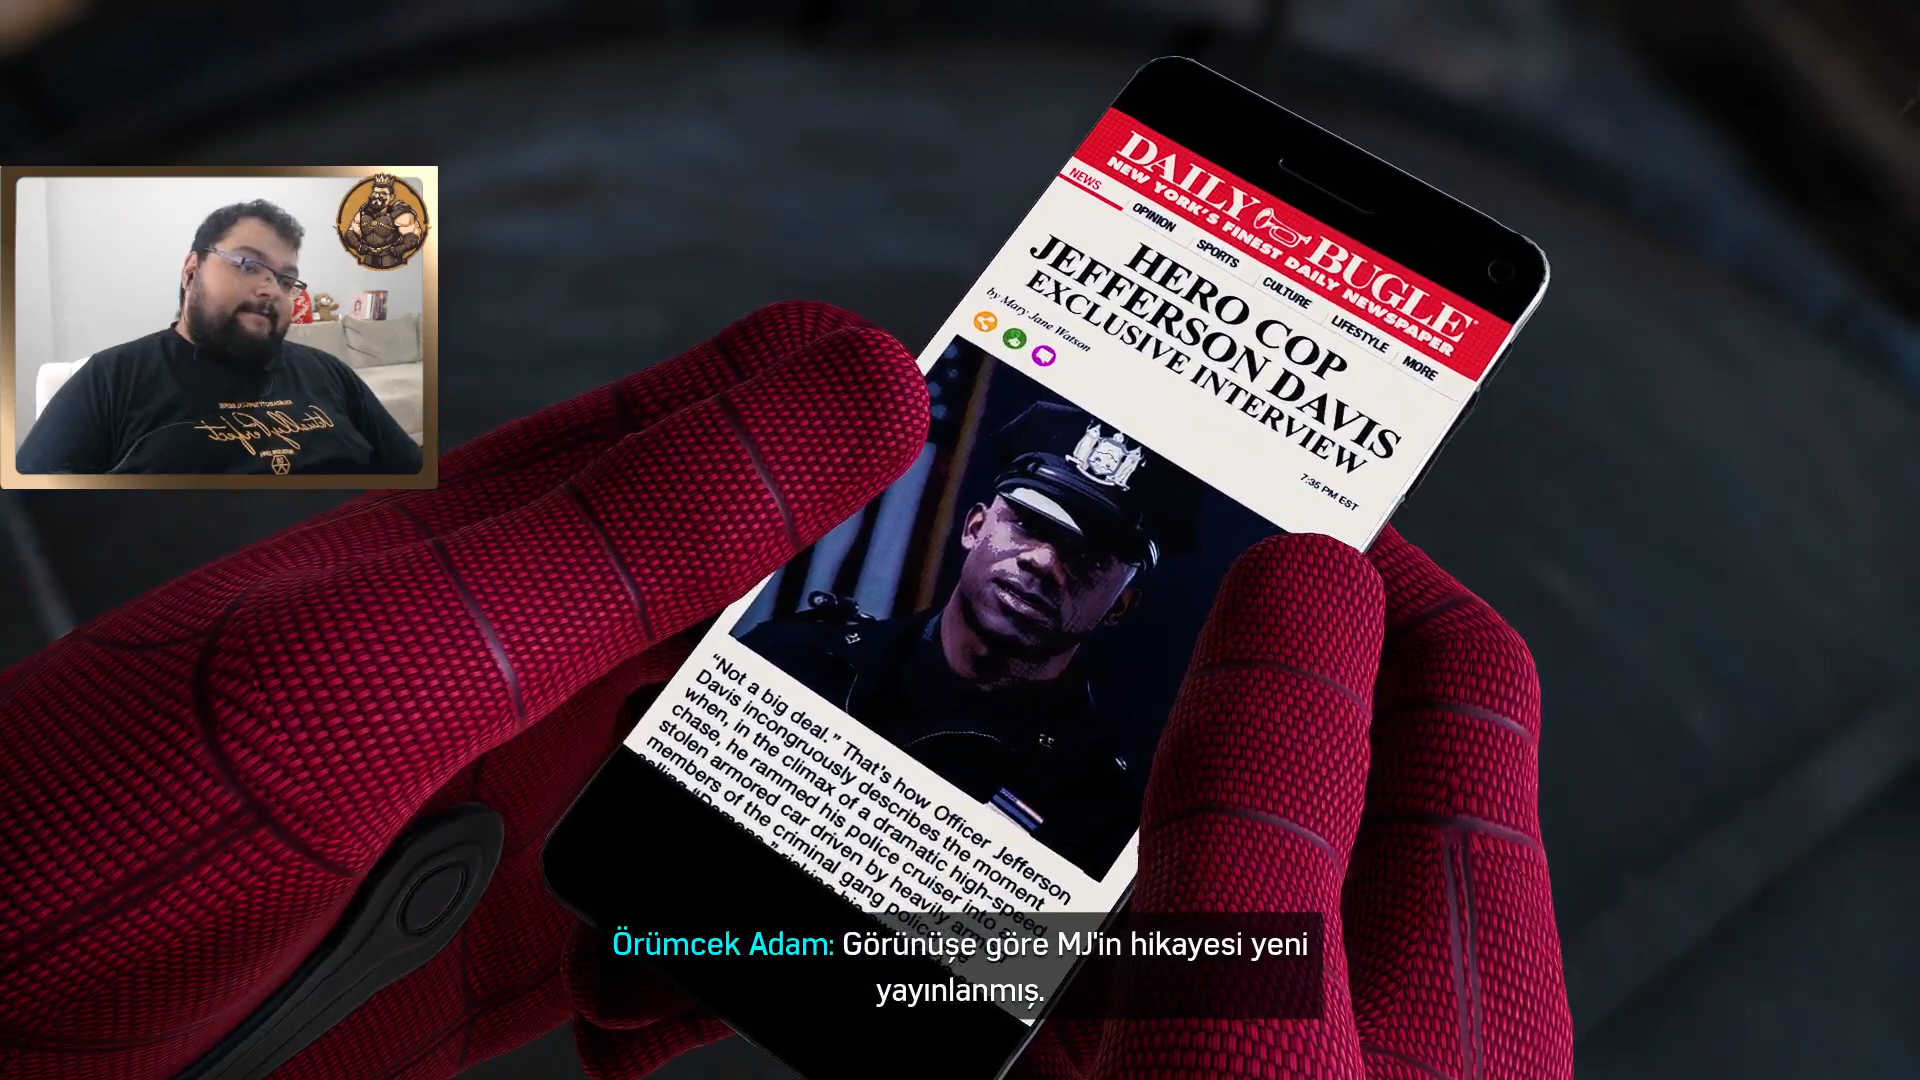 DAILY BUGLE
NEW YORK'S FINEST DAILY NEWSPAPER
NEWS
OPINION
SPORTS
CULTURE
LIFESTYLE
MORE
HERO COP
JEFFERSON DAVIS
EXCLUSIVE INTERVIEW
by Mary Jane Watson
7:35 PM EST
“Not a big deal.” That's how Officer Jefferson
Davis incongruously describes the moment
when, in the climax of a dramatic high-speed
chase, he rammed his police cruiser into
stolen armored car driven by heavily
members of the criminal gang
Örümcek Adam: Görünüşe göre MJ'in hikayesi yeni
yayınlanmış.